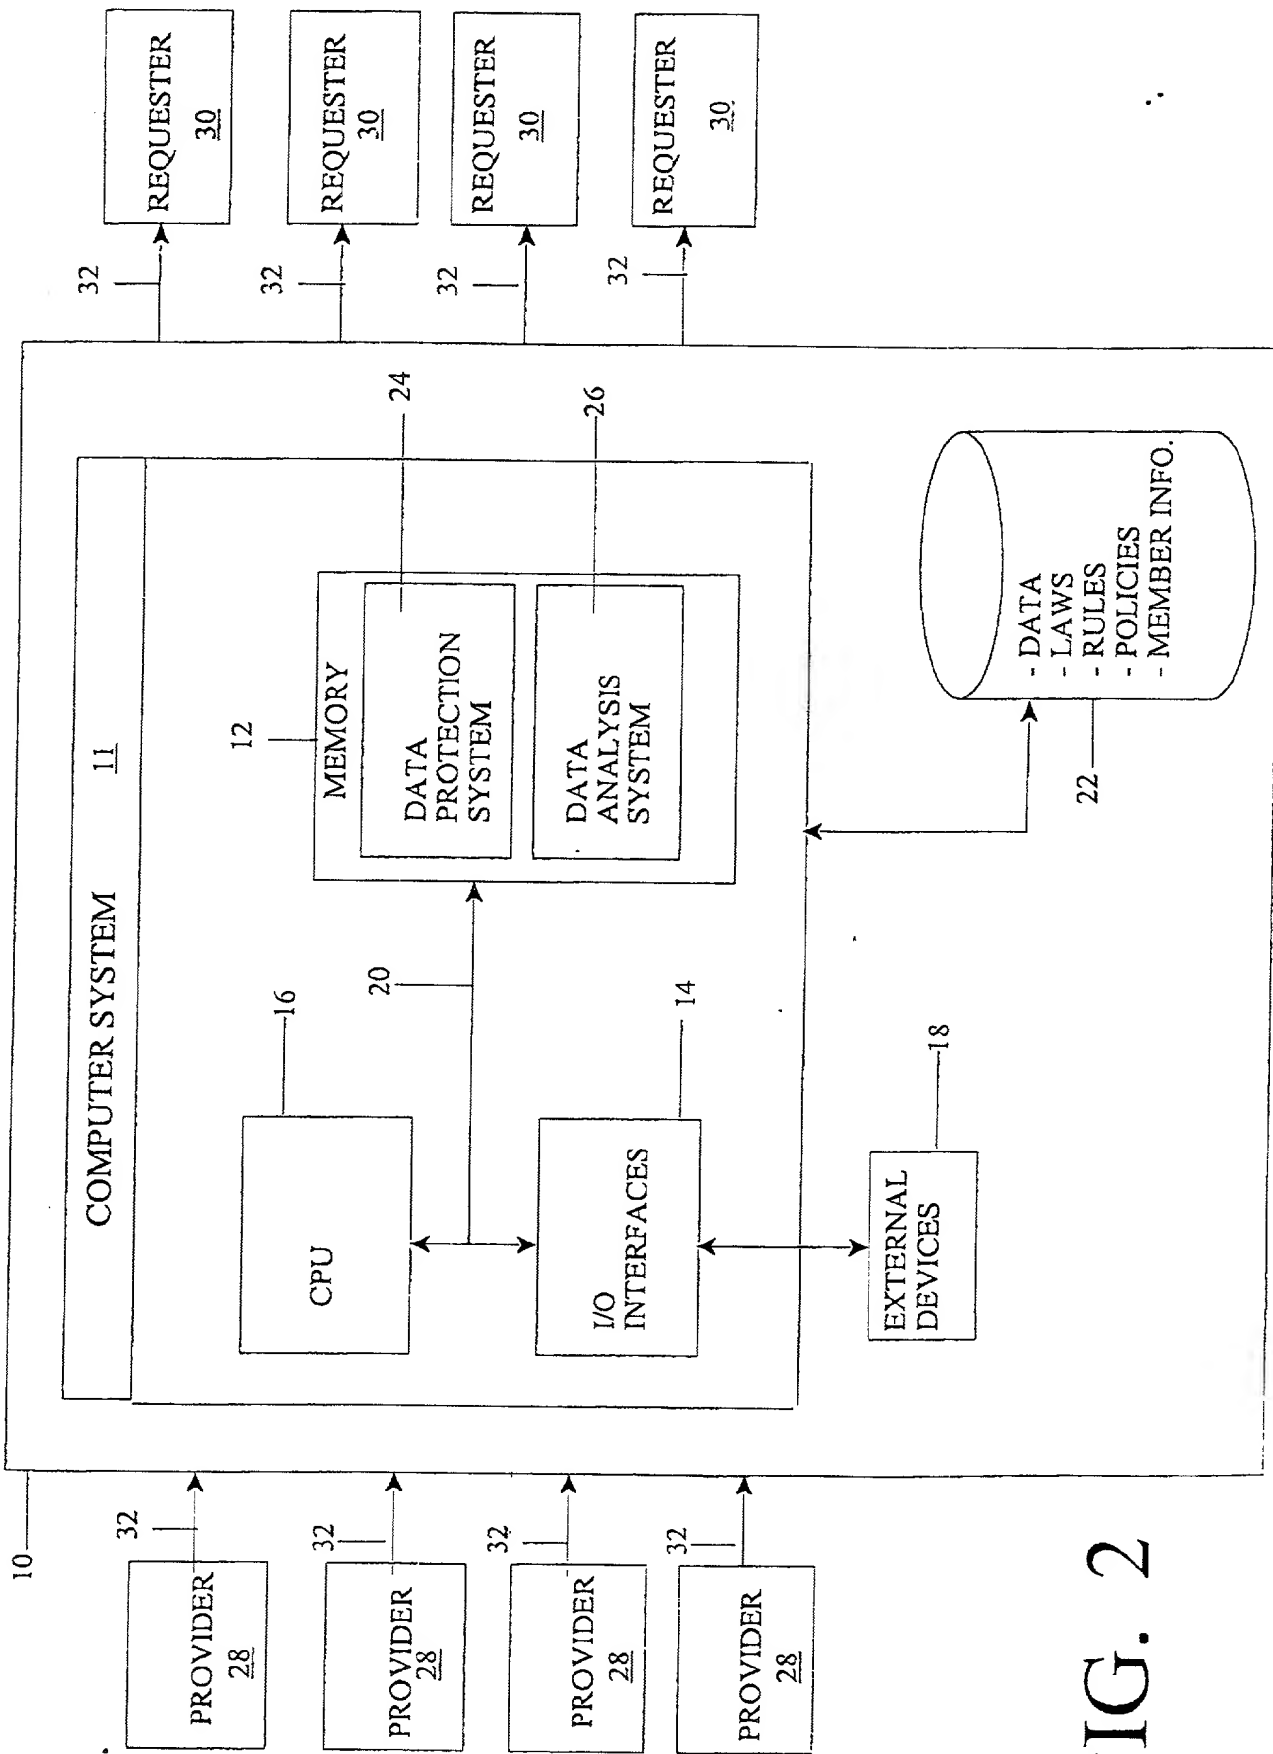 10
COMPUTER SYSTEM 11
PROVIDER
28
32
PROVIDER
28
32
PROVIDER
28
32
PROVIDER
28
32
CPU
16
I/O
INTERFACES
14
20
12
MEMORY
DATA
PROTECTION
SYSTEM
24
DATA
ANALYSIS
SYSTEM
26
EXTERNAL
DEVICES
18
22
- DATA
- LAWS
- RULES
- POLICIES
- MEMBER INFO.
32
REQUESTER
30
32
REQUESTER
30
32
REQUESTER
30
32
REQUESTER
30
IG. 2